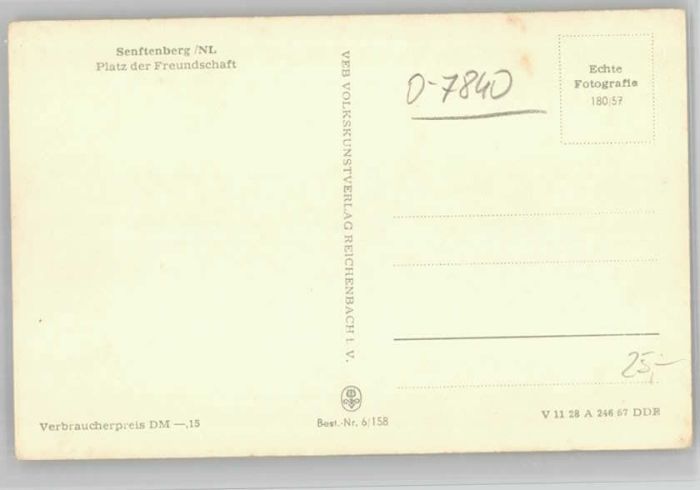 Senftenberg /NL
Platz der Freundschaft
VEB VOLKSKUNSTVERLAG REICHENBACH i. V.
O-7840
Echte
Fotografie
180/57
25,-
Verbraucherpreis DM —,15
Best.-Nr. 6/158
V 11 28 A 246 67 DDR